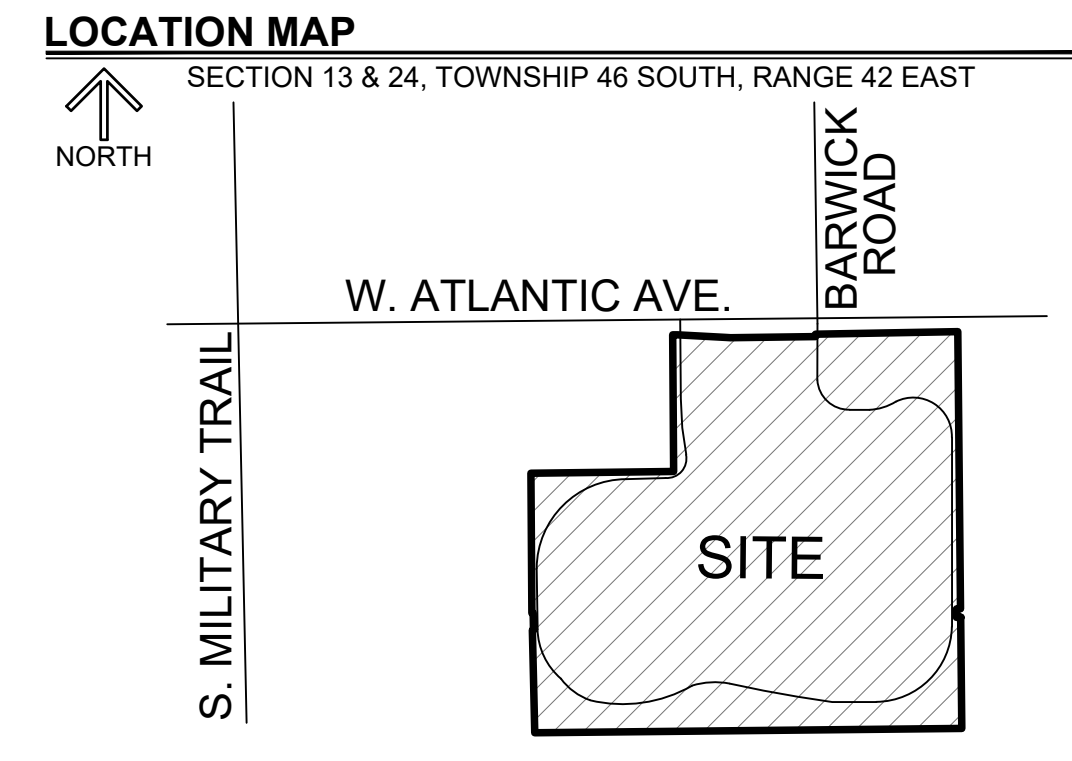 LOCATION MAP
SECTION 13 & 24, TOWNSHIP 46 SOUTH, RANGE 42 EAST
NORTH
BARWICK
ROAD
W. ATLANTIC AVE.
S. MILITARY TRAIL
SITE